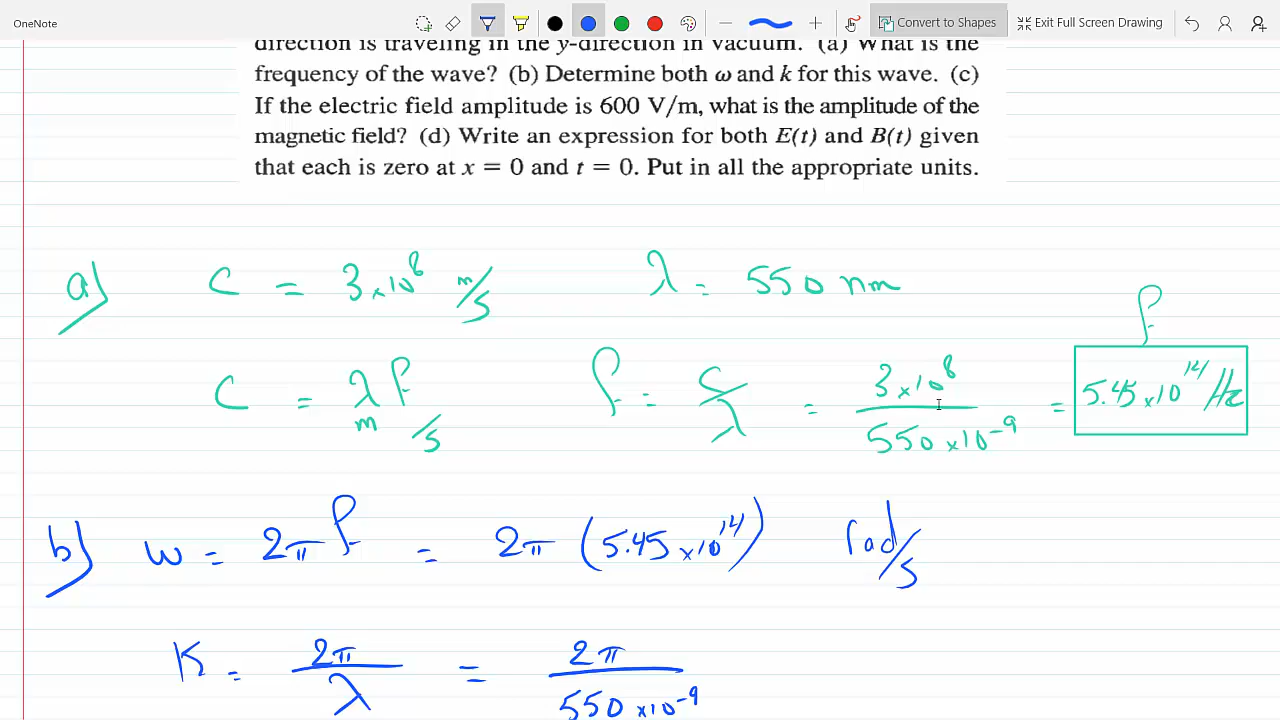 OneNote
Convert to Shapes
Exit Full Screen Drawing
direction is traveling in the y-direction in vacuum. (a) What is the
frequency of the wave? (b) Determine both ω and k for this wave. (c)
If the electric field amplitude is 600 V/m, what is the amplitude of the
magnetic field? (d) Write an expression for both E(t) and B(t) given
that each is zero at x = 0 and t = 0. Put in all the appropriate units.
a) C = 3×10⁸ m/s λ = 550 nm
f
C = λ f f = c/λ = 3×10⁸ / 550×10⁻⁹ = 5.45×10¹⁴ Hz
m /s
b) w = 2π f = 2π (5.45×10¹⁴) rad/s
K = 2π/λ = 2π / 550×10⁻⁹